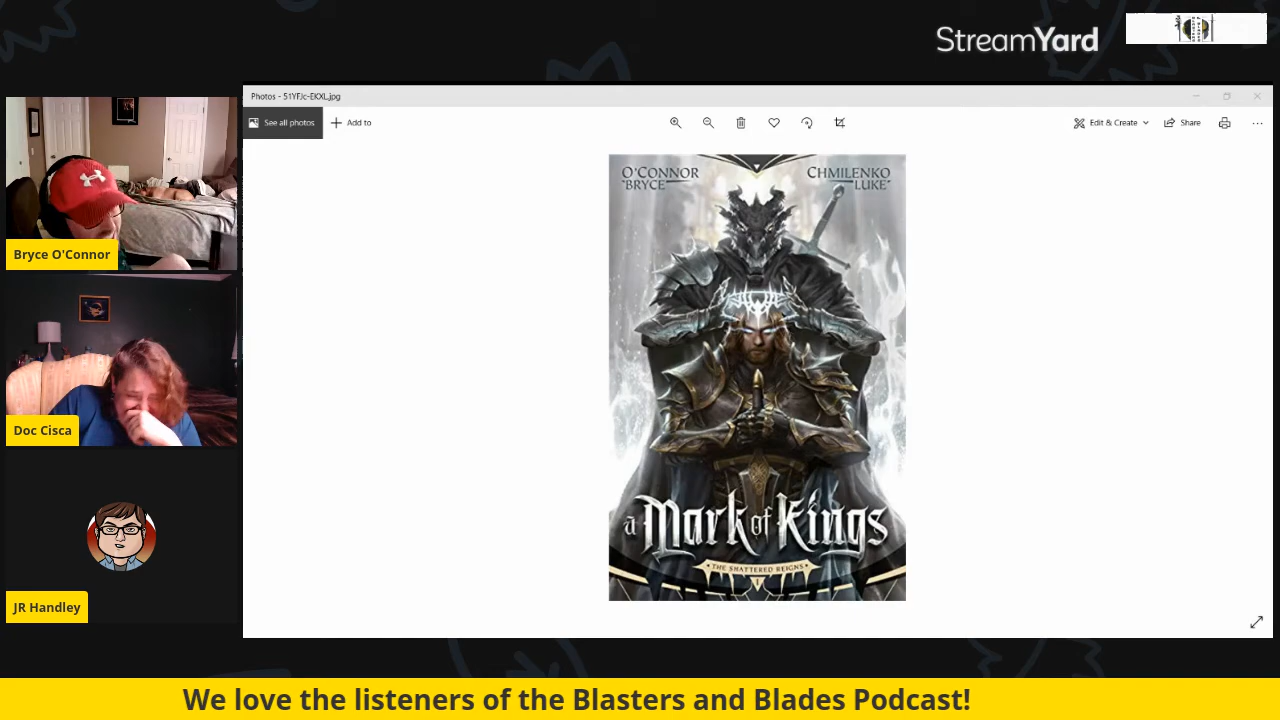 StreamYard
Photos - 51YFJc-EKXL.jpg
See all photos
Add to
Edit & Create
Share
O'CONNOR
BRYCE
CHMILENKO
LUKE
a Mark of Kings
THE SHATTERED REIGNS
1
Bryce O'Connor
Doc Cisca
JR Handley
We love the listeners of the Blasters and Blades Podcast!